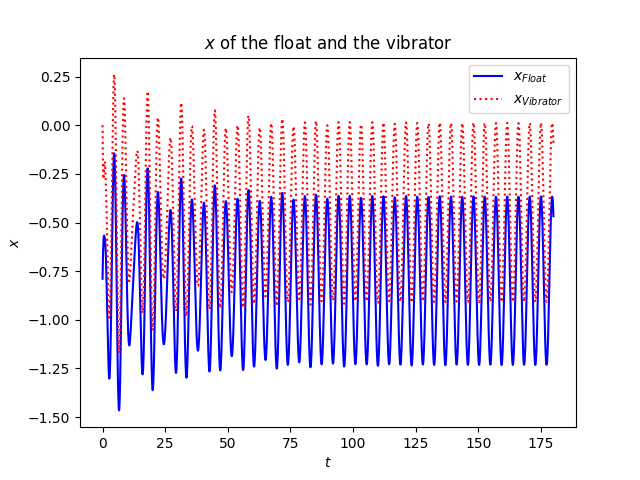 x of the float and the vibrator
x_Float
x_Vibrator
0.25
0.00
−0.25
−0.50
−0.75
−1.00
−1.25
−1.50
x
0 25 50 75 100 125 150 175
t